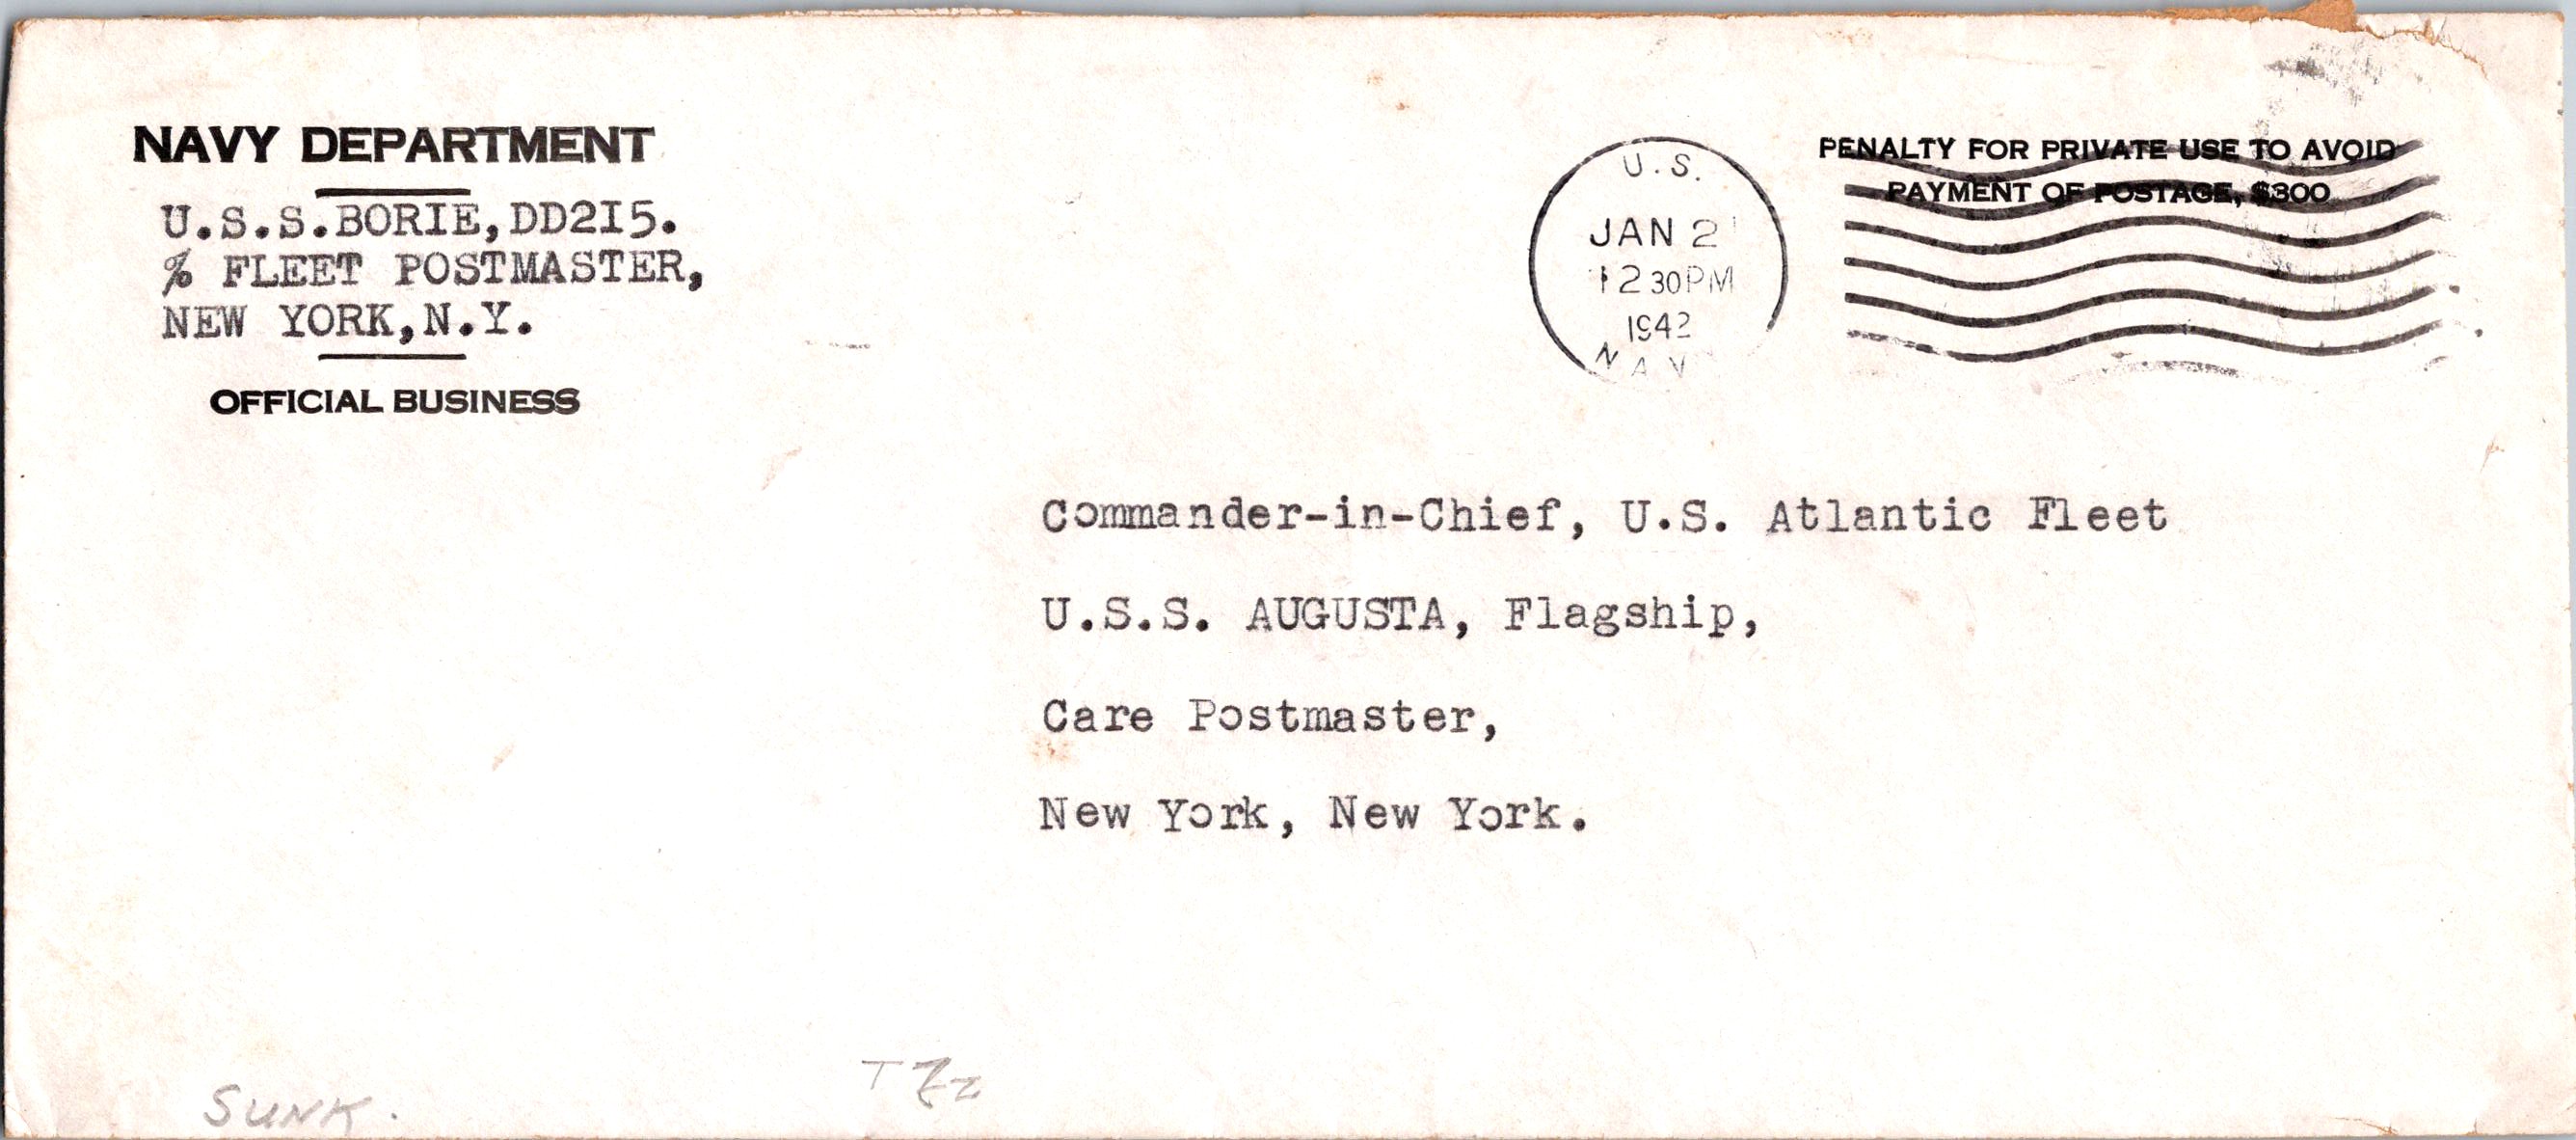 NAVY DEPARTMENT
U.S.S.BORIE,DD215.
% FLEET POSTMASTER,
NEW YORK,N.Y.
OFFICIAL BUSINESS
U.S.
JAN 2
12 30PM
1942
NAV
PENALTY FOR PRIVATE USE TO AVOID
PAYMENT OF POSTAGE, $300
Commander-in-Chief, U.S. Atlantic Fleet
U.S.S. AUGUSTA, Flagship,
Care Postmaster,
New York, New York.
SUNK.